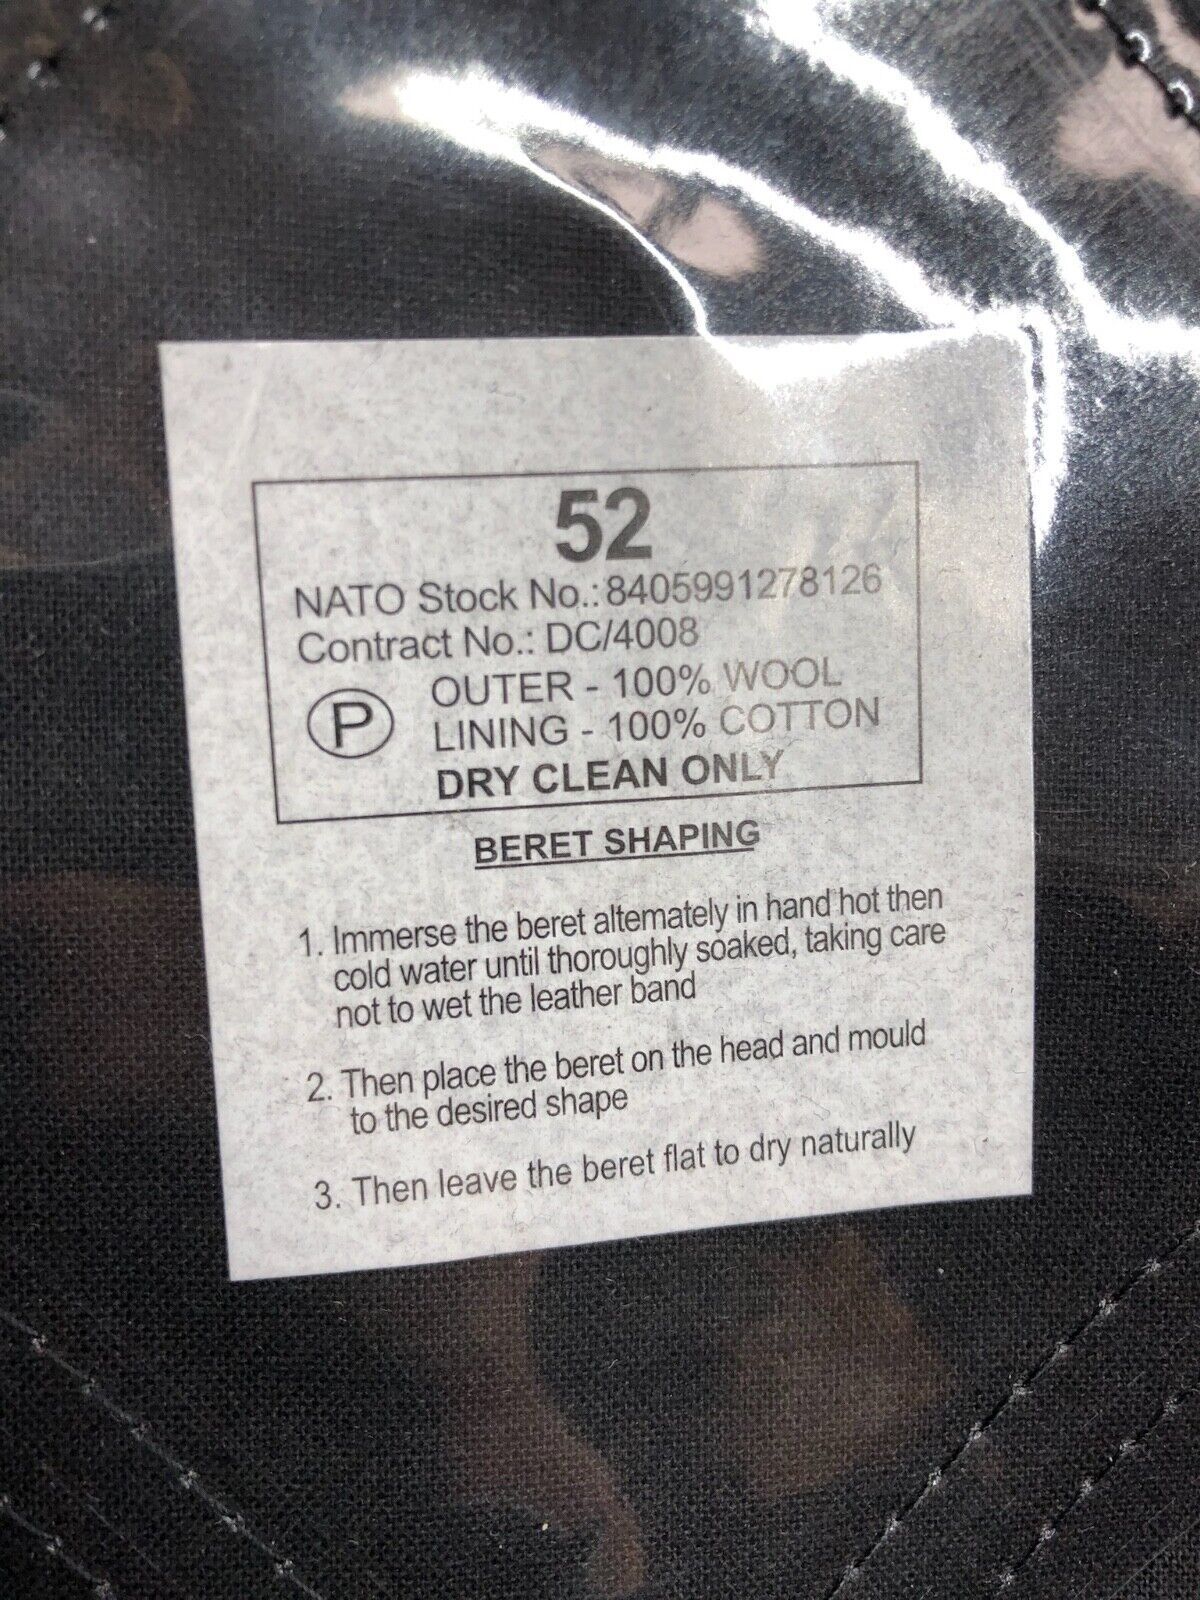 52
NATO Stock No.:8405991278126
Contract No.: DC/4008
P
OUTER - 100% WOOL
LINING - 100% COTTON
DRY CLEAN ONLY
BERET SHAPING
1. Immerse the beret altemately in hand hot then
cold water until thoroughly soaked, taking care
not to wet the leather band
2. Then place the beret on the head and mould
to the desired shape
3. Then leave the beret flat to dry naturally